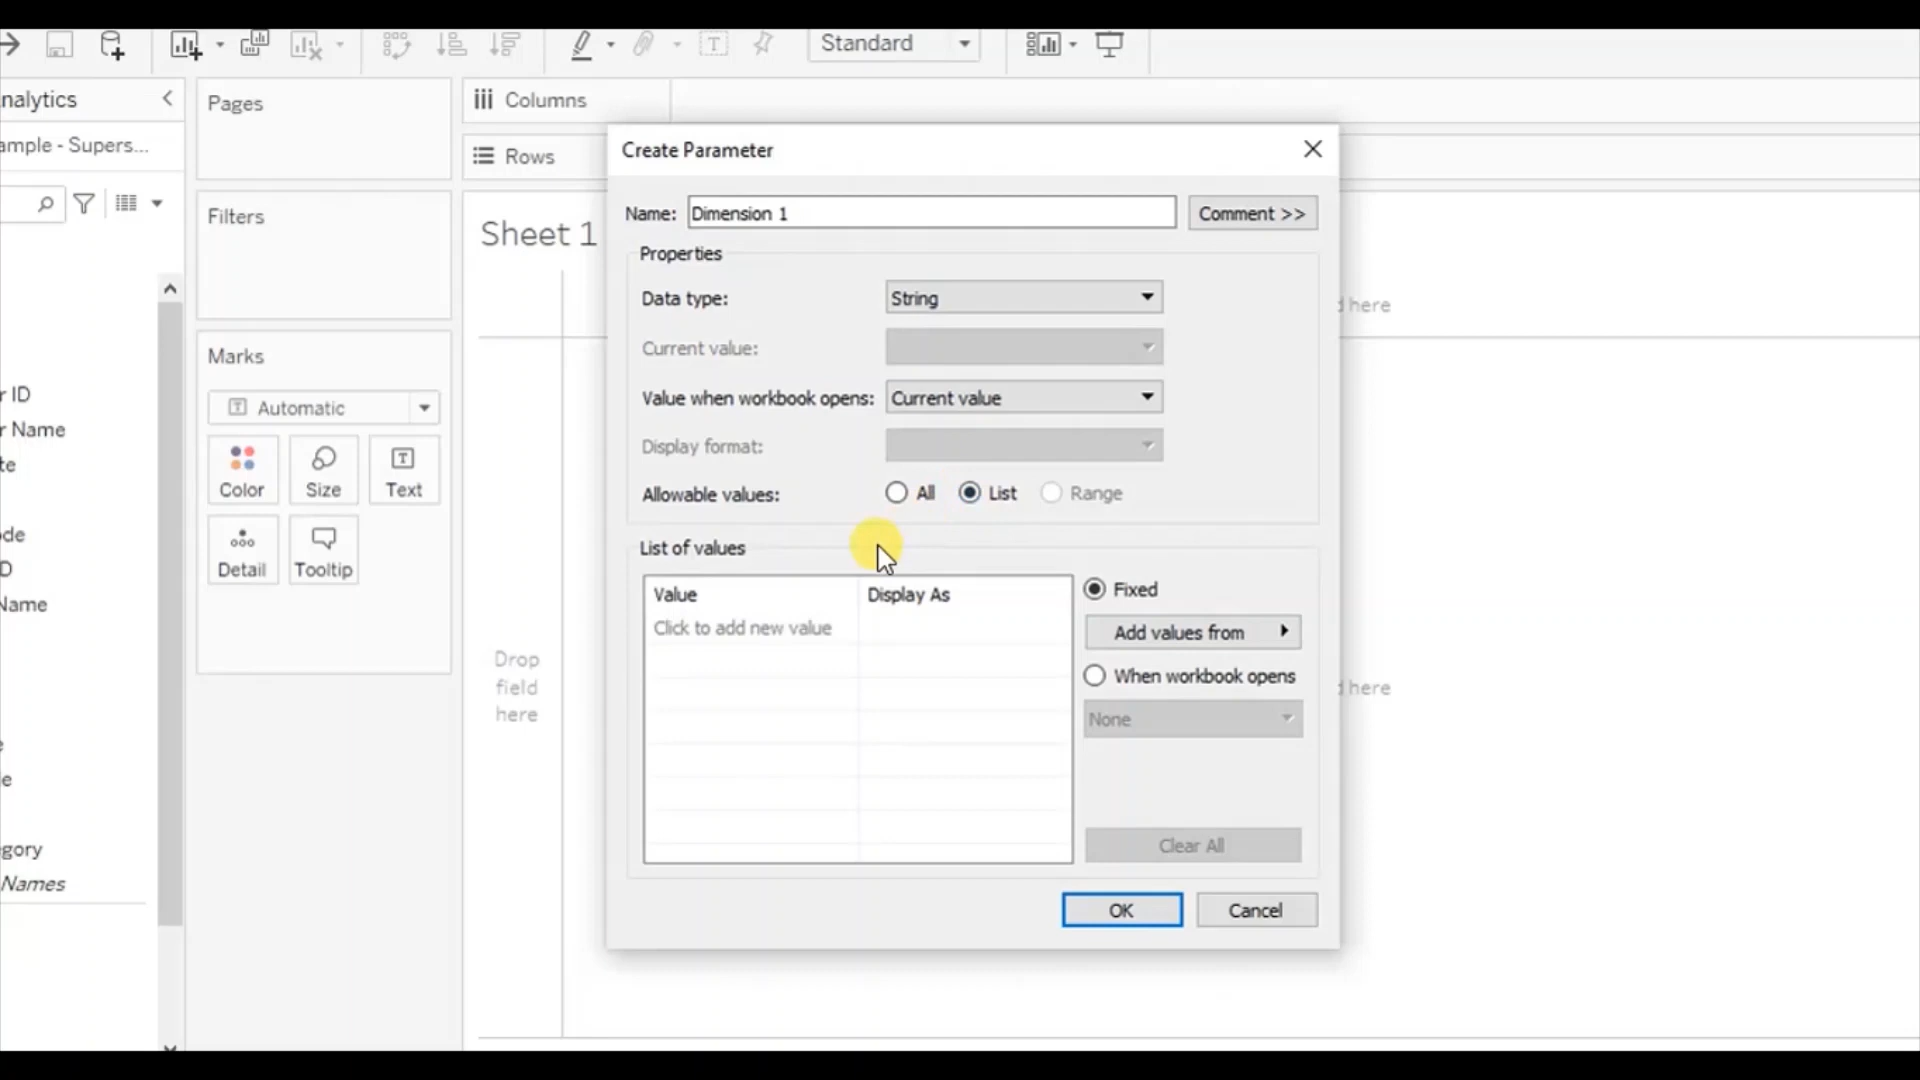 Standard
nalytics
Pages
Columns
ample - Supers...
Rows
Create Parameter
Name:
Dimension 1
Comment >>
Filters
Sheet 1
Properties
Data type:
String
d here
Current value:
Marks
Value when workbook opens:
Current value
Automatic
r ID
r Name
Display format:
te
Color
Size
Text
Allowable values:
All
List
Range
ode
List of values
D
Detail
Tooltip
Value
Display As
Fixed
Name
Click to add new value
Add values from
Drop
field
here
When workbook opens
d here
None
e
le
gory
Clear All
Names
OK
Cancel